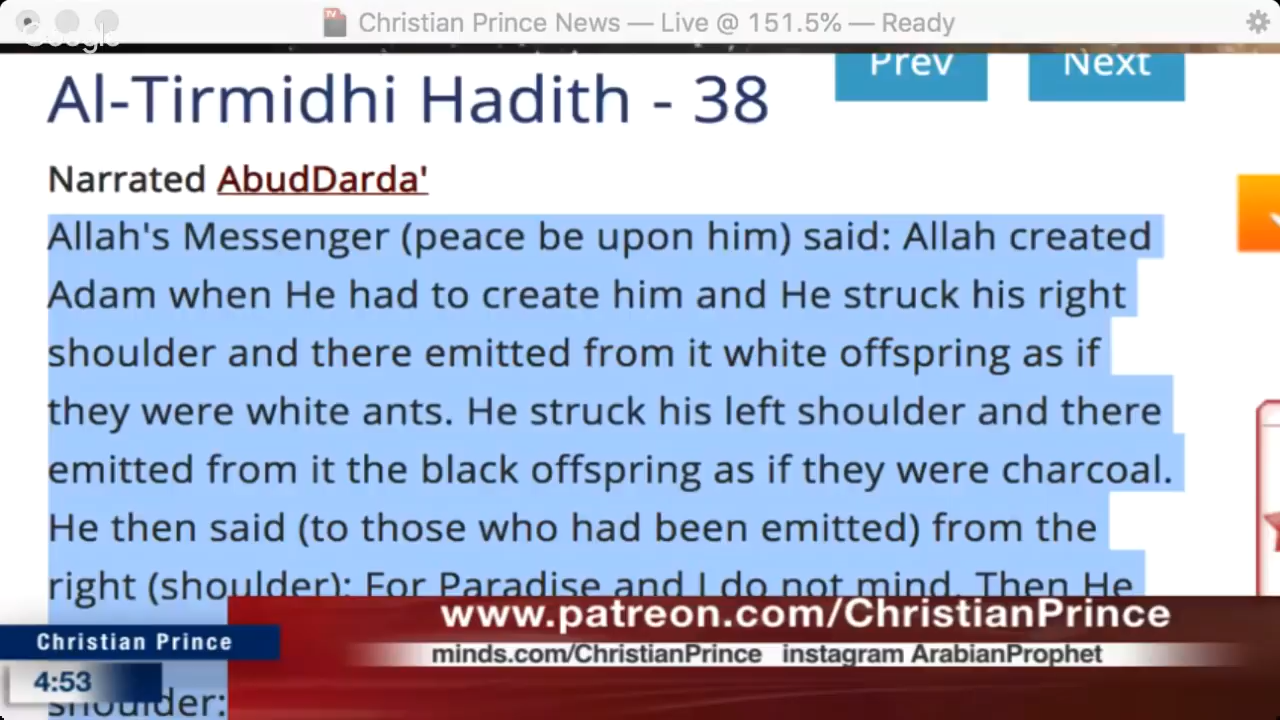 Christian Prince News — Live @ 151.5% — Ready
Google
Prev Next
Al-Tirmidhi Hadith - 38
Narrated AbudDarda'
Allah's Messenger (peace be upon him) said: Allah created
Adam when He had to create him and He struck his right
shoulder and there emitted from it white offspring as if
they were white ants. He struck his left shoulder and there
emitted from it the black offspring as if they were charcoal.
He then said (to those who had been emitted) from the
right (shoulder): For Paradise and I do not mind. Then He
shoulder:
www.patreon.com/ChristianPrince
Christian Prince
minds.com/ChristianPrince instagram ArabianProphet
4:53